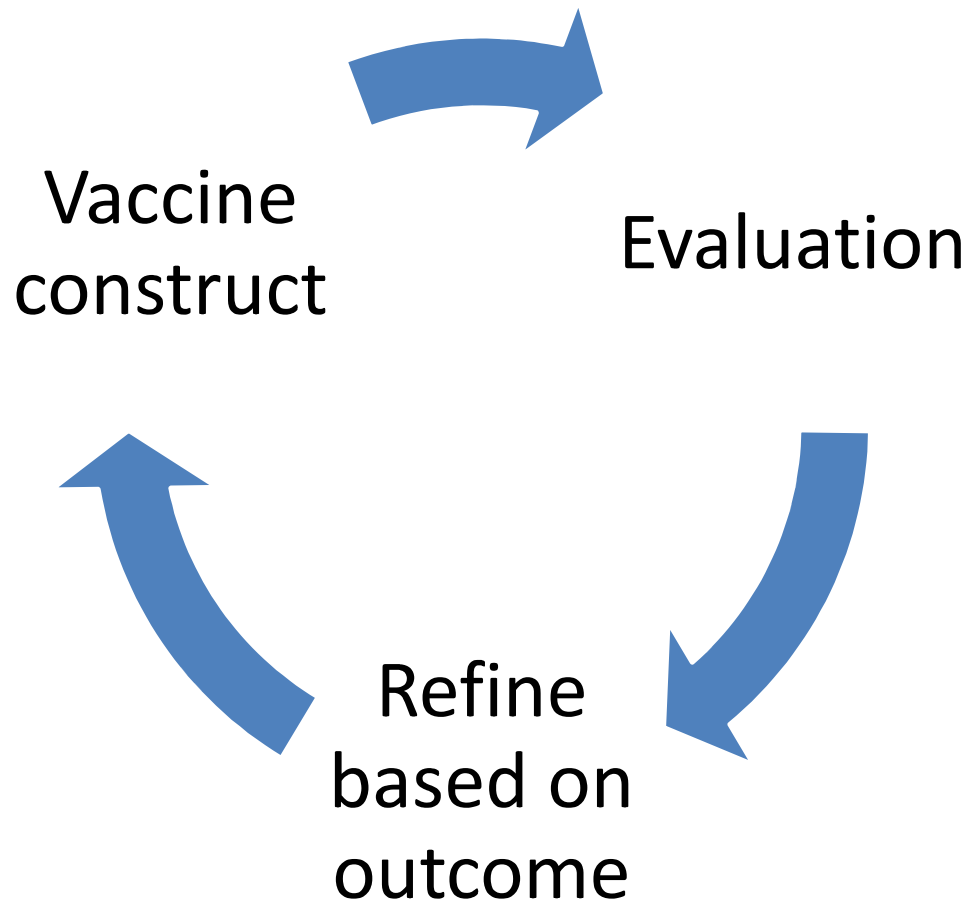 Vaccine
construct
Evaluation
Refine
based on
outcome